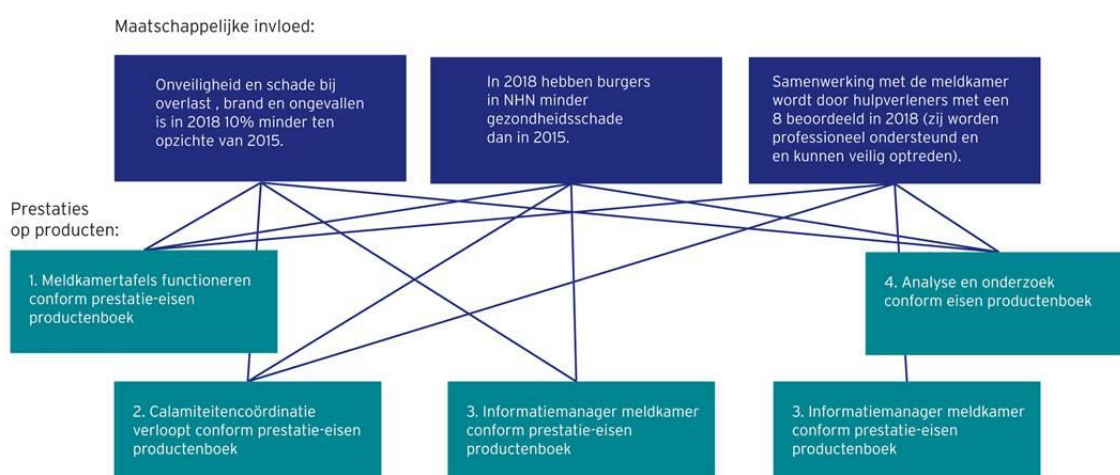 Maatschappelijke invloed:
Onveiligheid en schade bij
overlast , brand en ongevallen
is in 2018 10% minder ten
opzichte van 2015.
In 2018 hebben burgers
in NHN minder
gezondheidsschade
dan in 2015.
Samenwerking met de meldkamer
wordt door hulpverleners met een
8 beoordeeld in 2018 (zij worden
professioneel ondersteund en
en kunnen veilig optreden).
Prestaties
op producten:
1. Meldkamertafels functioneren
conform prestatie-eisen
productenboek
4. Analyse en onderzoek
conform eisen productenboek
2. Calamiteitencoördinatie
verloopt conform prestatie-eisen
productenboek
3. Informatiemanager meldkamer
conform prestatie-eisen
productenboek
3. Informatiemanager meldkamer
conform prestatie-eisen
productenboek